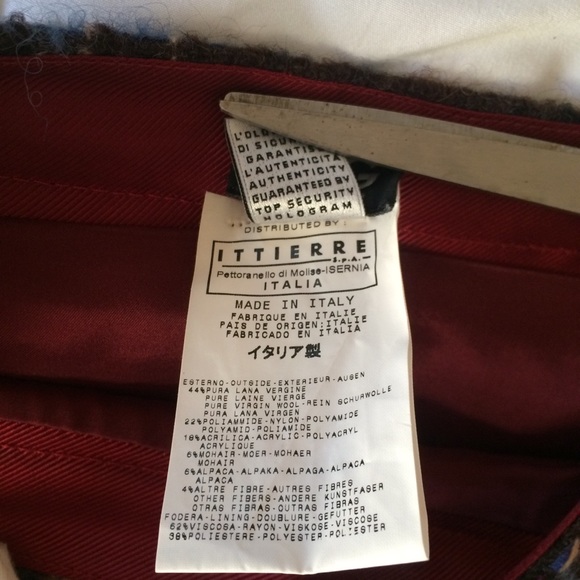 L'OLO
DI SICUR
GARANTIS
L'AUTENTICITA
AUTHENTICITY
GUARANTEED BY
TOP SECURITY
HOLOGRAM
DISTRIBUTED BY:
ITTIERRE
S.P.A.
Pettoranello di Molise-ISERNIA
ITALIA
MADE IN ITALY
FABRIQUE EN ITALIE
PAIS DE ORIGEN:ITALIE
FABRICADO EN ITALIA
イタリア製
ESTERNO-OUTSIDE-EXTERIEUR-AUSEN
44%PURA LANA VERGINE
PURE LAINE VIERGE
PURE VIRGIN WOOL-REIN SCHURWOLLE
PURA LANA VIRGEN
22%POLIAMMIDE-NYLON-POLYAMIDE
POLYAMID-POLIAMIDE
18%ACRILICA-ACRYLIC-POLYACRYL
ACRYLIQUE
6%MOHAIR-MOER-MOHAER
MOHAIR
6%ALPACA-ALPAKA-ALPAGA-ALPACA
ALPACA
4%ALTRE FIBRE-AUTRES FIBRES
OTHER FIBERS-ANDERE KUNSTFASER
OTRAS FIBRAS-OUTRAS FIBRAS
FODERA-LINING-DOUBLURE-GEFUTTER
62%VISCOSA-RAYON-VISKOSE-VISCOSE
38%POLIESTERE-POLYESTER-POLIESTER